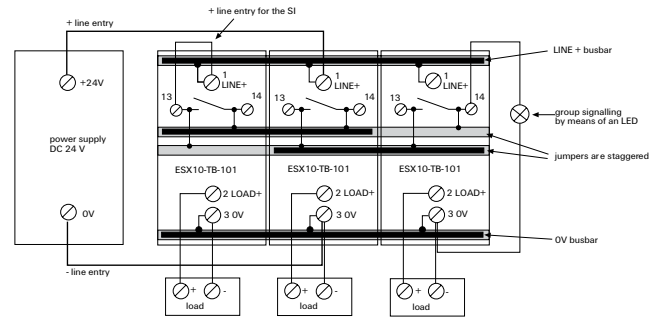 + line entry for the SI
+ line entry
LINE + busbar
+24V
1
LINE+
1
LINE+
1
LINE+
13
14
13
14
13
14
group signalling
by means of an LED
power supply
DC 24 V
jumpers are staggered
ESX10-TB-101
ESX10-TB-101
ESX10-TB-101
2 LOAD+
2 LOAD+
2 LOAD+
0V
3 0V
3 0V
3 0V
0V busbar
- line entry
+
-
+
-
+
-
load
load
load